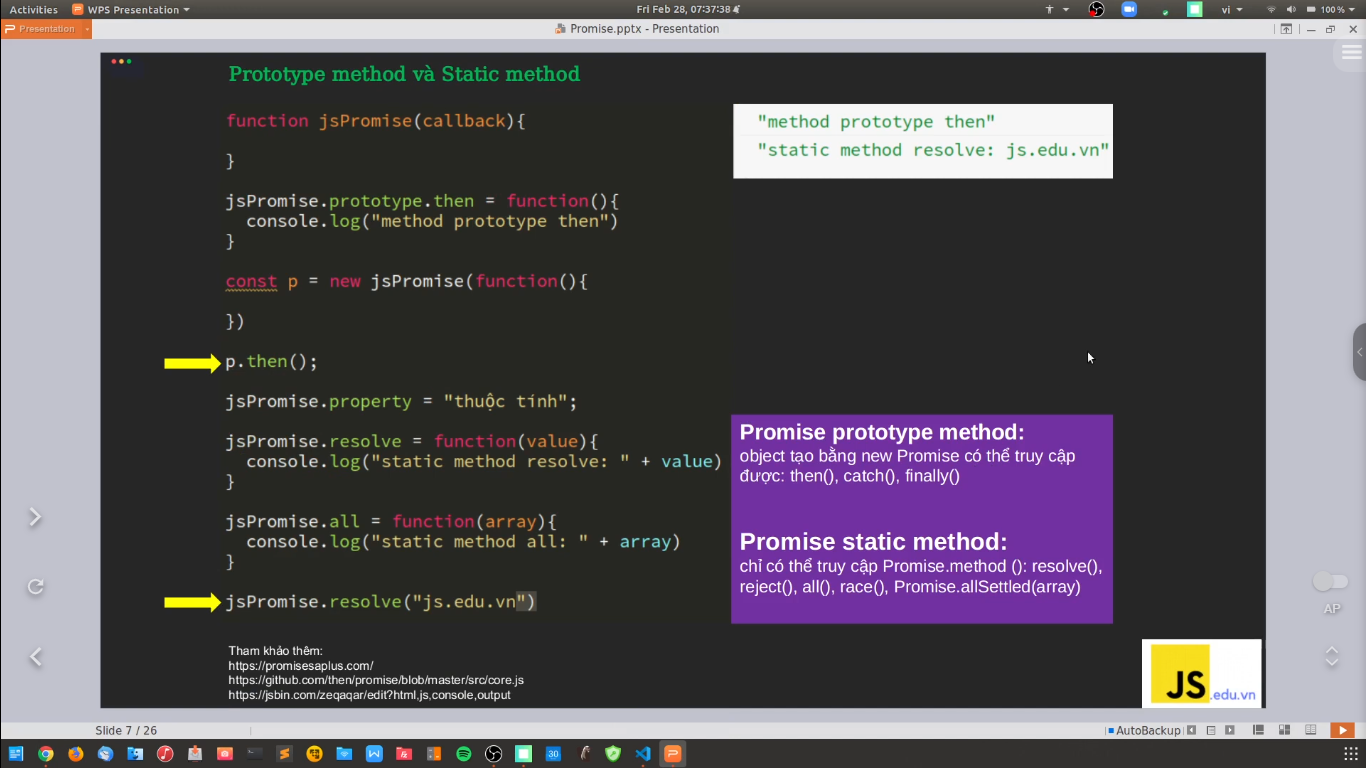 Activities
WPS Presentation
Fri Feb 28, 07:37:38
vi
100 %
Presentation
Promise.pptx - Presentation
Prototype method và Static method
function jsPromise(callback){
}
jsPromise.prototype.then = function(){
console.log("method prototype then")
}
const p = new jsPromise(function(){
})
p.then();
jsPromise.property = "thuộc tính";
jsPromise.resolve = function(value){
console.log("static method resolve: " + value)
}
jsPromise.all = function(array){
console.log("static method all: " + array)
}
jsPromise.resolve("js.edu.vn")
"method prototype then"
"static method resolve: js.edu.vn"
Promise prototype method:
object tạo bằng new Promise có thể truy cập
được: then(), catch(), finally()
Promise static method:
chỉ có thể truy cập Promise.method (): resolve(),
reject(), all(), race(), Promise.allSettled(array)
Tham khảo thêm:
https://promisesaplus.com/
https://github.com/then/promise/blob/master/src/core.js
https://jsbin.com/zeqaqar/edit?html,js,console,output
JS.edu.vn
AP
Slide 7 / 26
AutoBackup
30